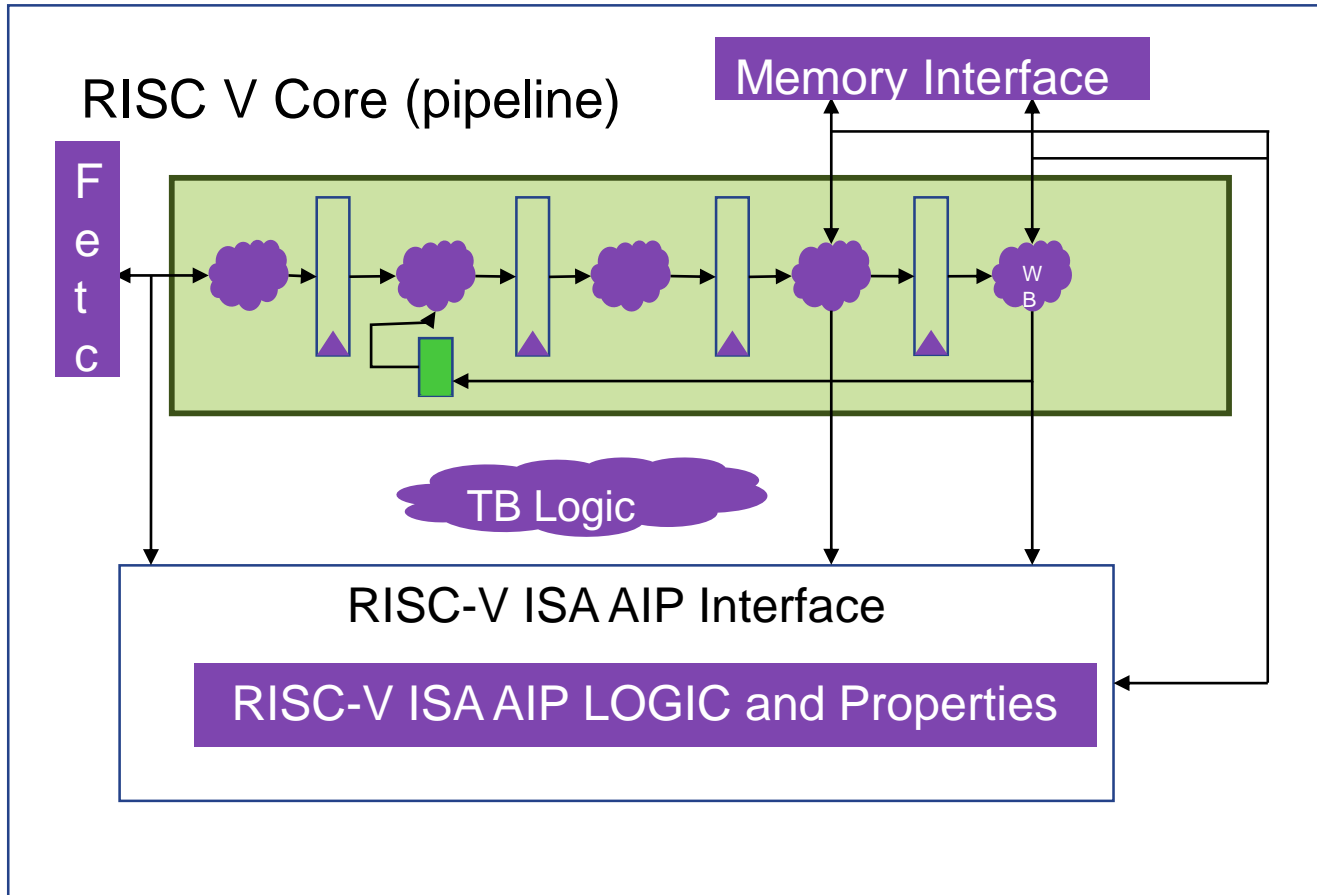 Memory Interface
RISC V Core (pipeline)
F
e
t
c
W
B
TB Logic
RISC-V ISA AIP Interface
RISC-V ISA AIP LOGIC and Properties